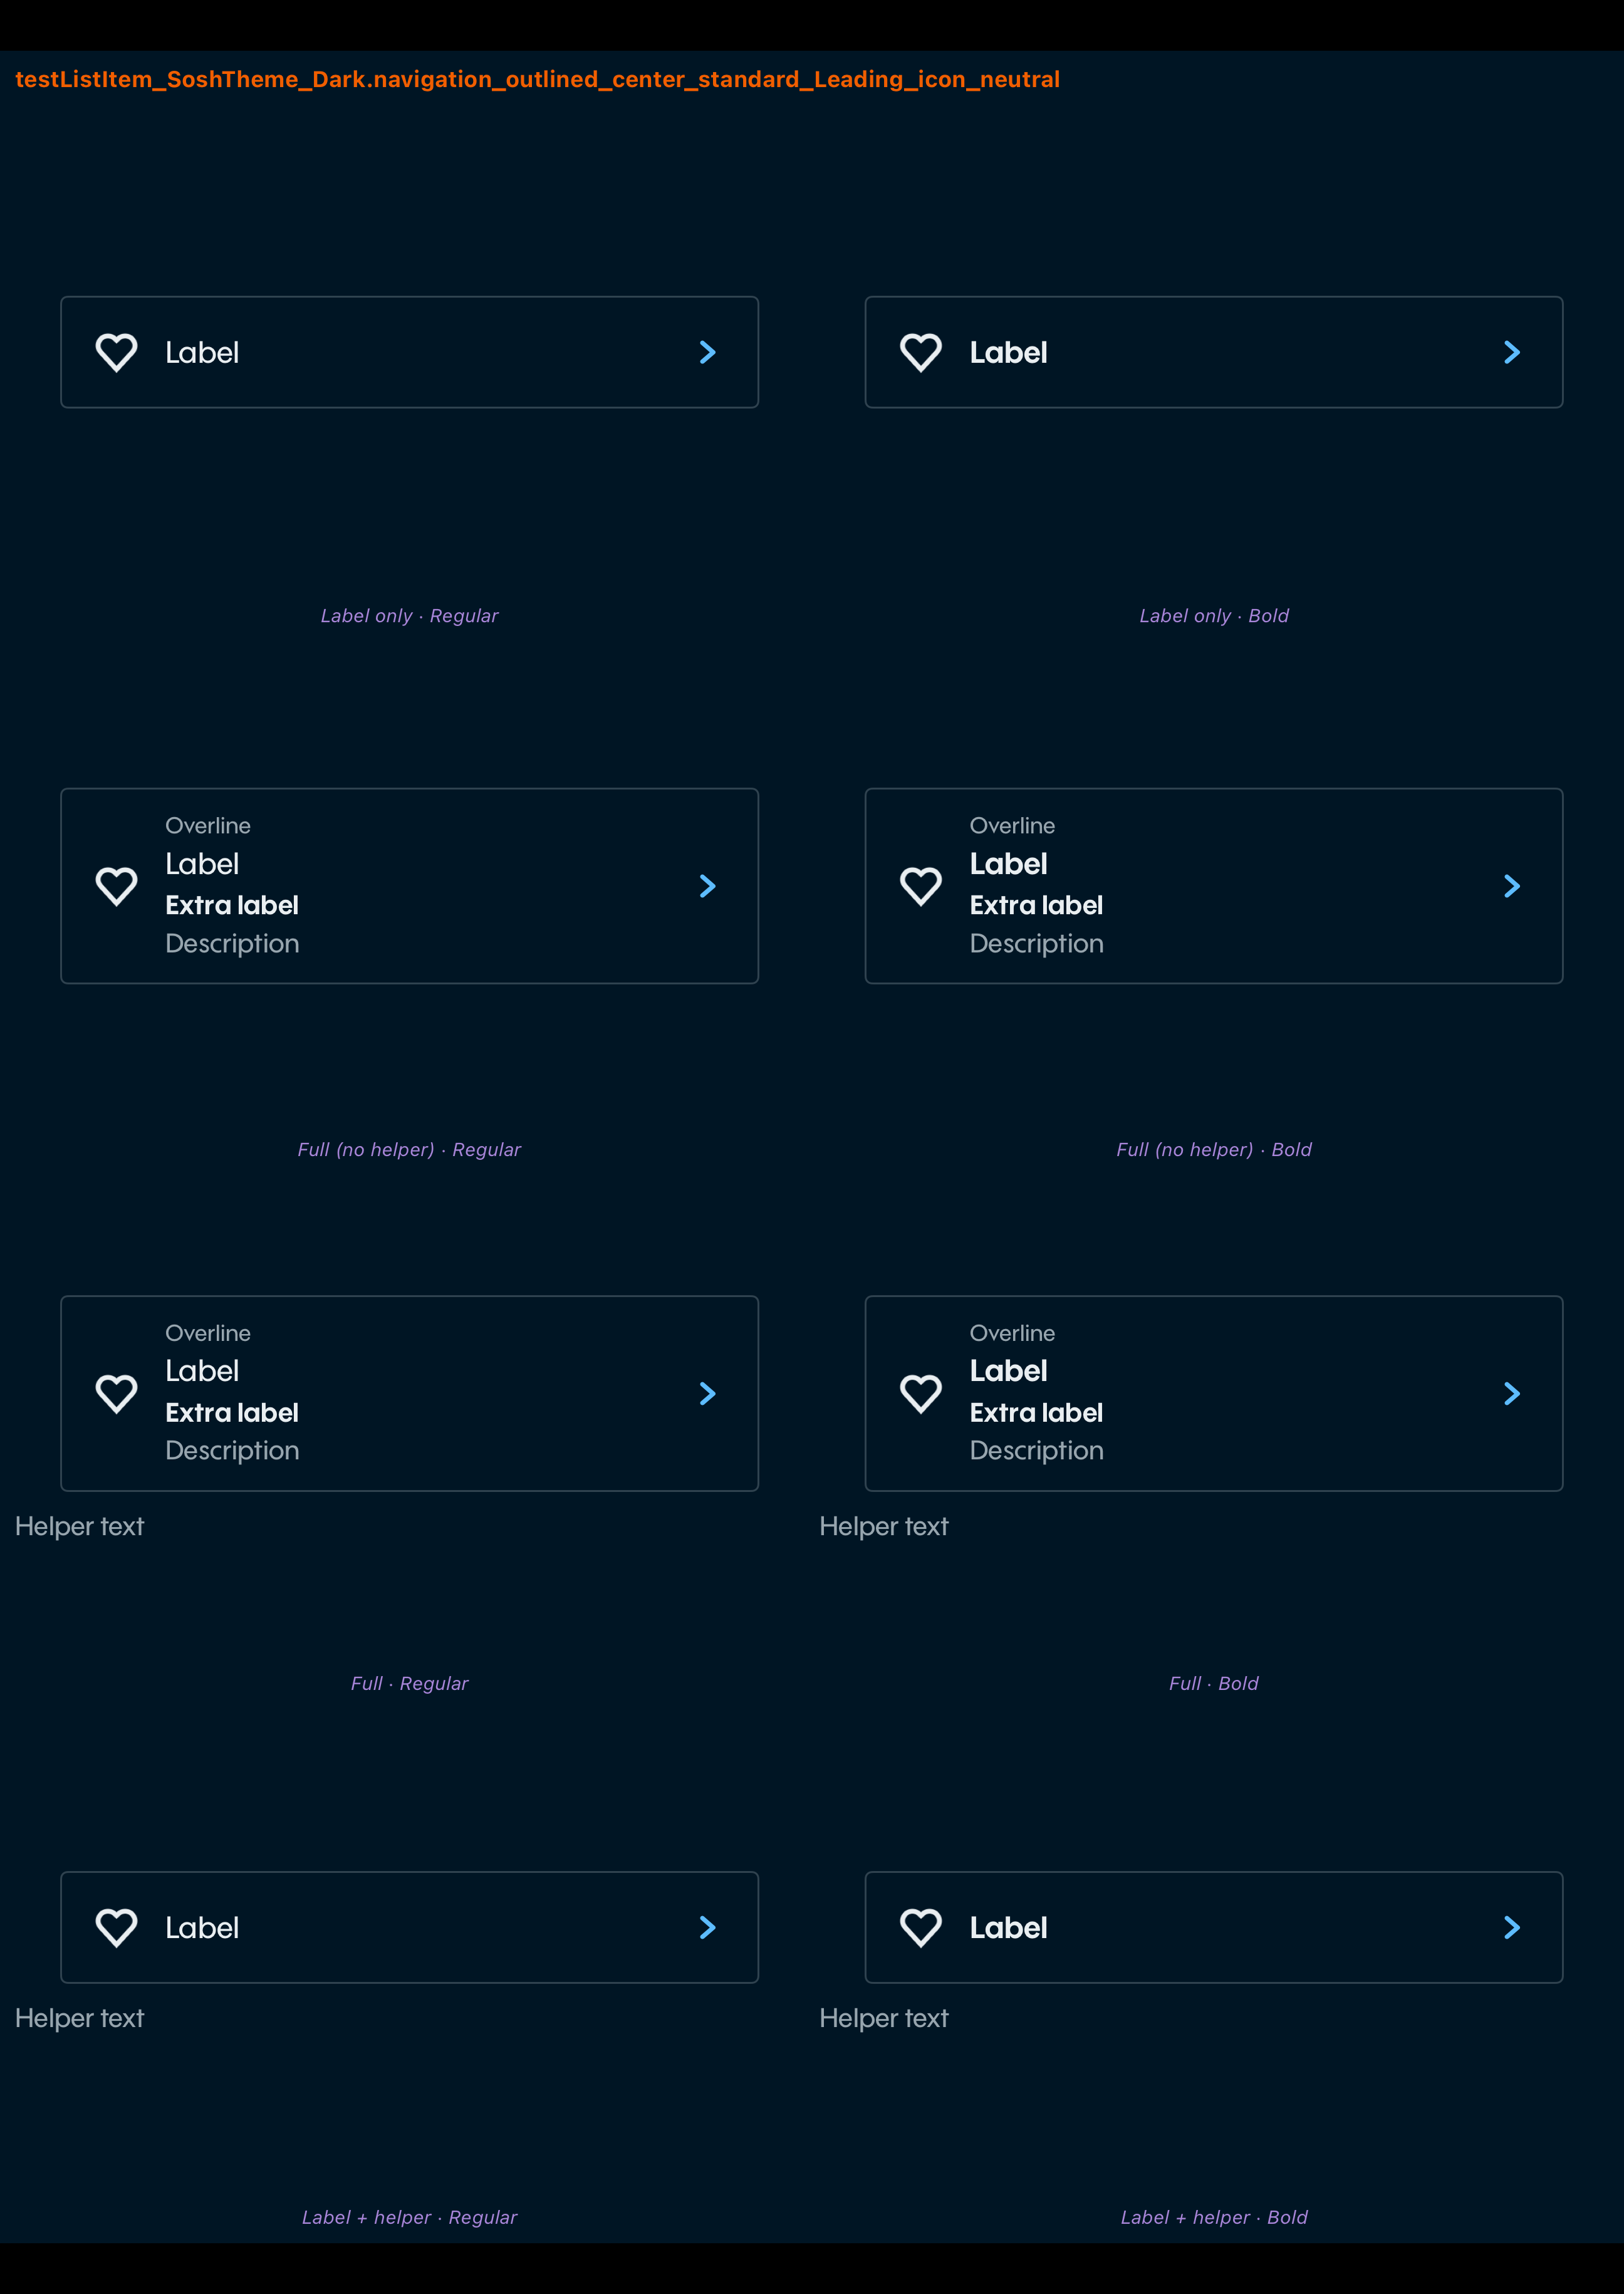 testListItem_SoshTheme_Dark.navigation_outlined_center_standard_Leading_icon_neutral
Label
Label
Label only · Regular
Label only · Bold
Overline
Label
Extra label
Description
Overline
Label
Extra label
Description
Full (no helper) · Regular
Full (no helper) · Bold
Overline
Label
Extra label
Description
Helper text
Overline
Label
Extra label
Description
Helper text
Full · Regular
Full · Bold
Label
Helper text
Label
Helper text
Label + helper · Regular
Label + helper · Bold